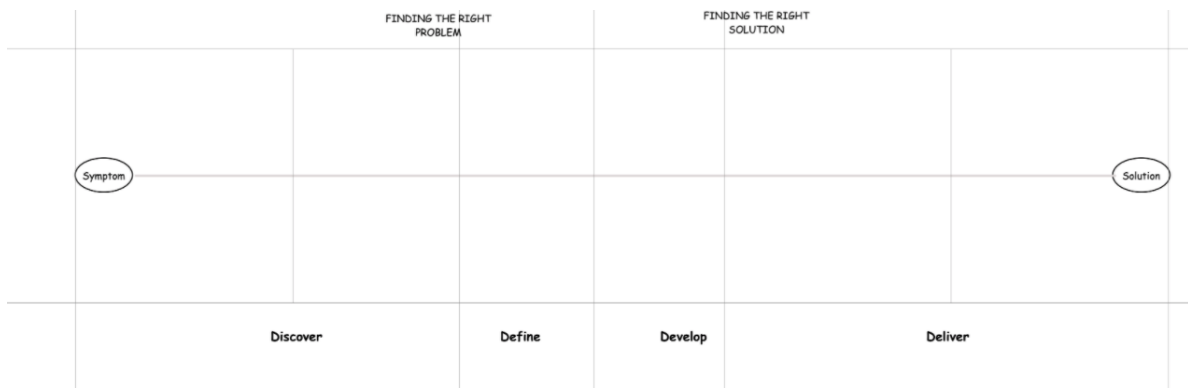 FINDING THE RIGHT
PROBLEM
FINDING THE RIGHT
SOLUTION
Symptom
Solution
Discover
Define
Develop
Deliver